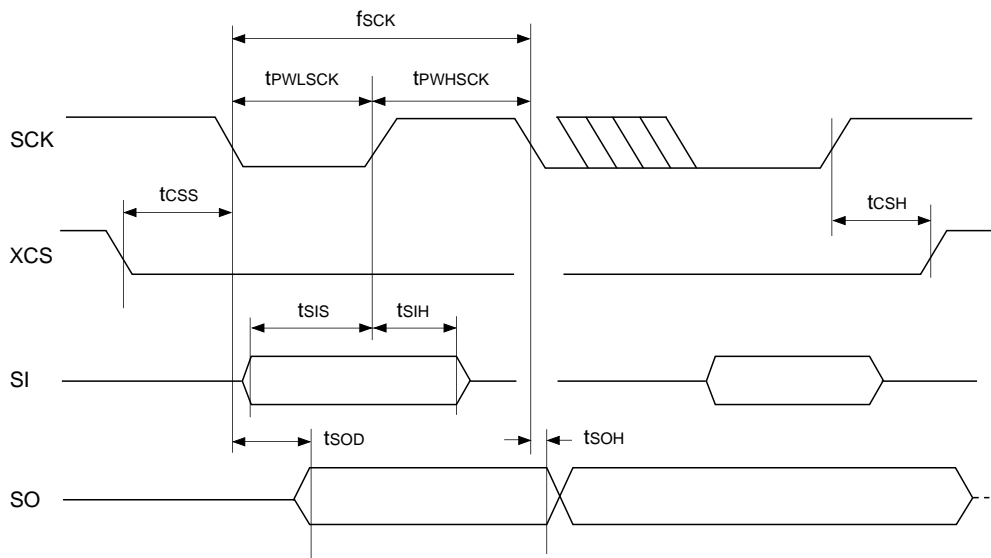 fSCK
tPWLSCK tPWHSCK
SCK
tCSS tCSH
XCS
tSIS tSIH
SI
tSOD tSOH
SO